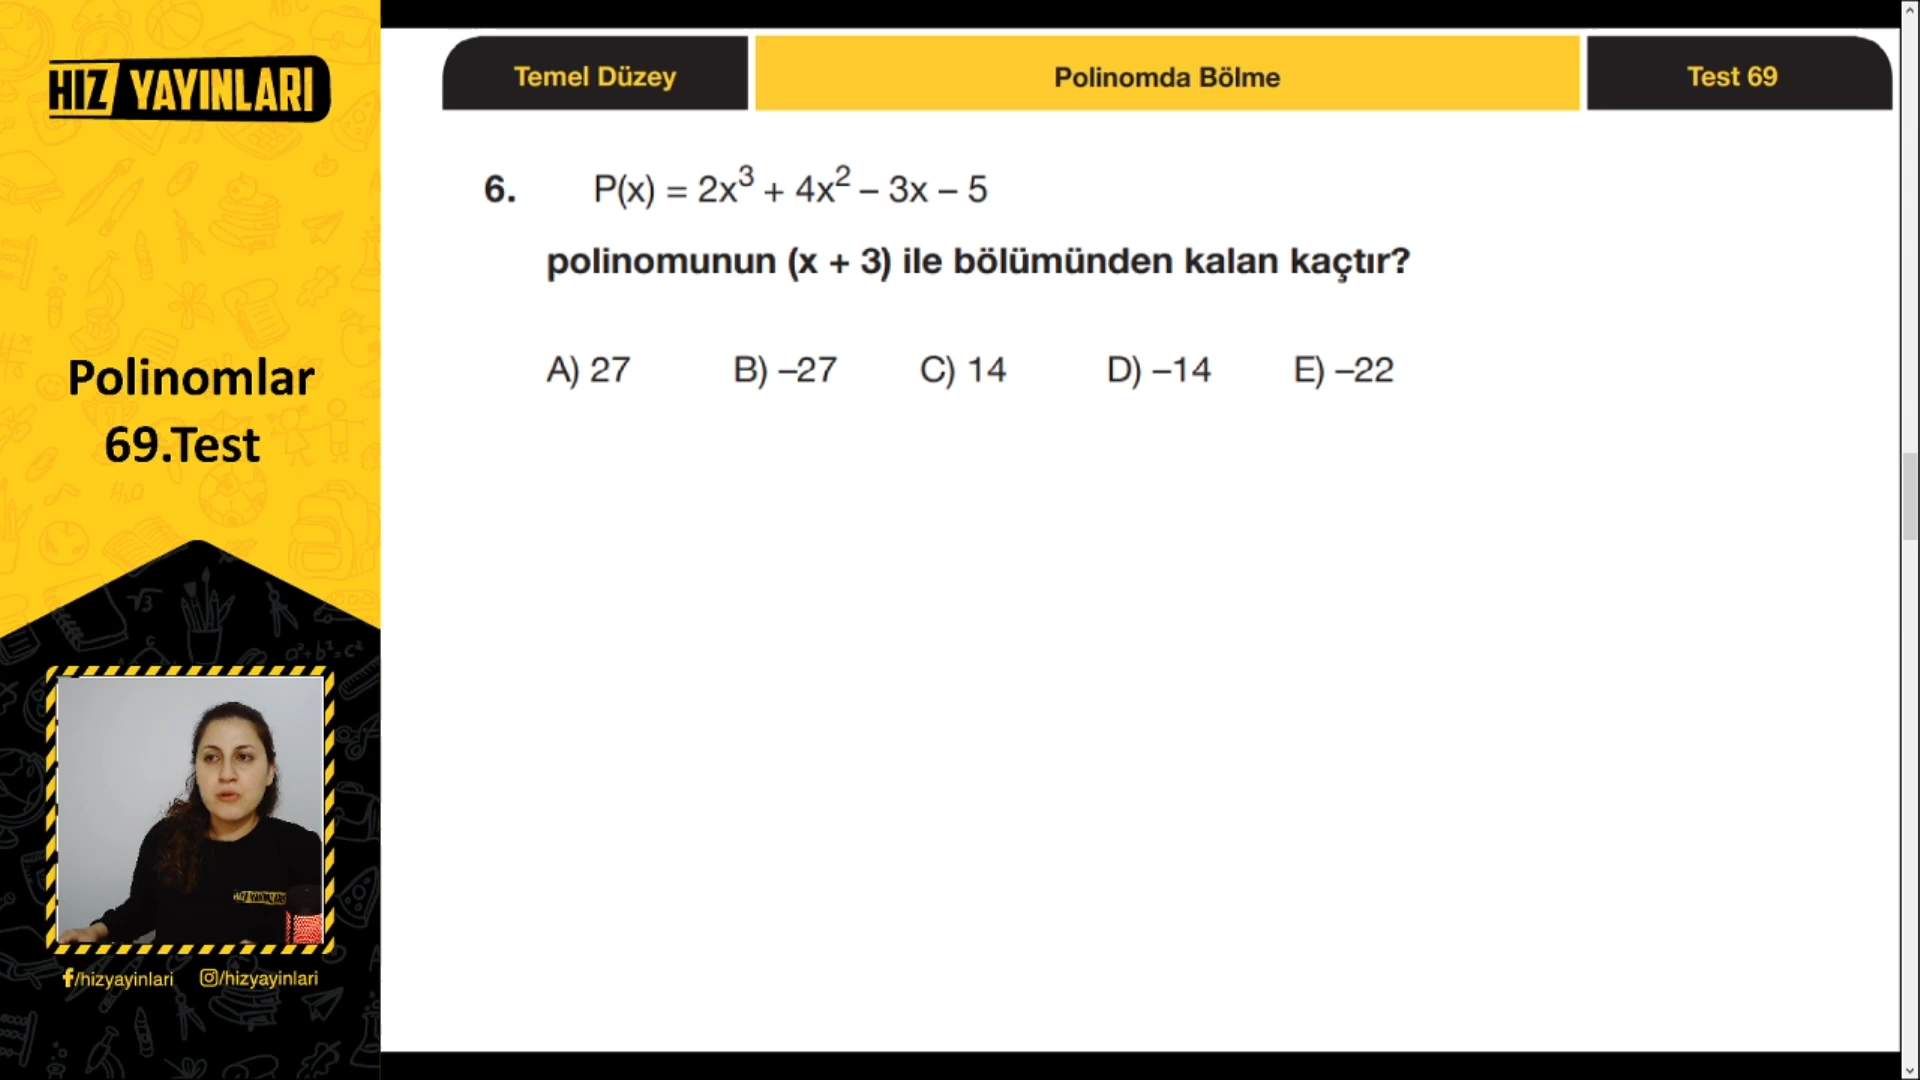 HIZ YAYINLARI
Polinomlar
69.Test
/hizyayinlari /hizyayinlari
Temel Düzey Polinomda Bölme Test 69
6. P(x) = 2x³ + 4x² – 3x – 5
polinomunun (x + 3) ile bölümünden kalan kaçtır?
A) 27 B) –27 C) 14 D) –14 E) –22